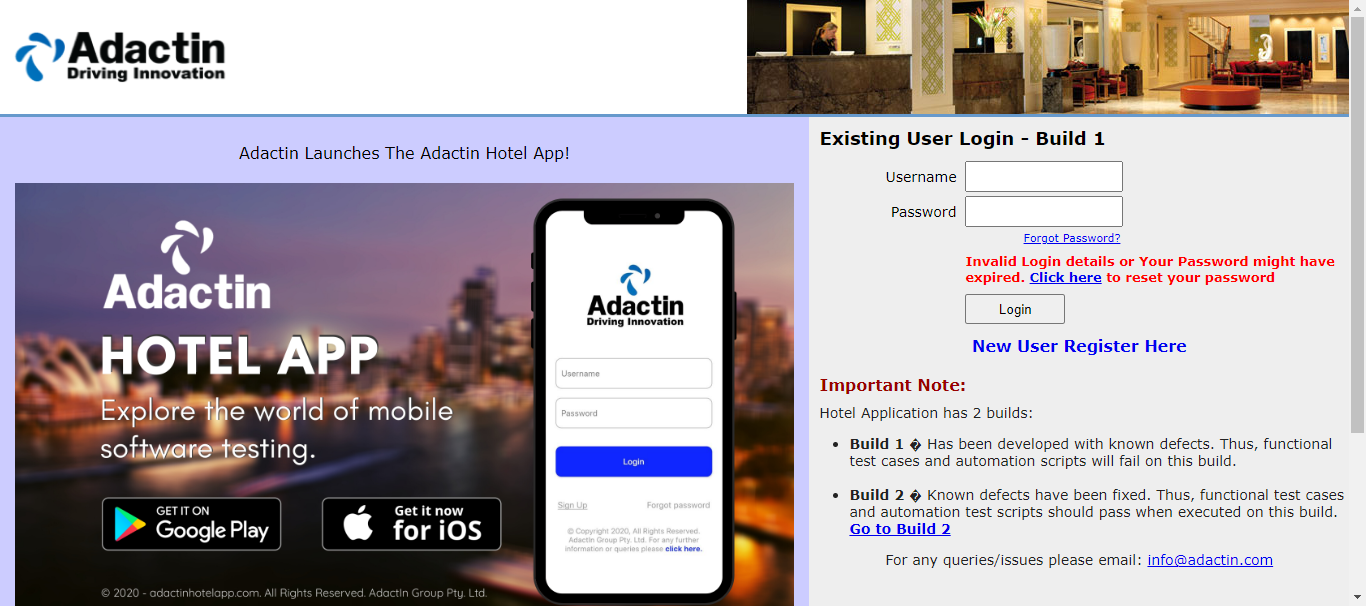 Adactin
Driving Innovation
Adactin Launches The Adactin Hotel App!
Adactin
HOTEL APP
Explore the world of mobile
software testing.
GET IT ON
Google Play
Get it now
for iOS
© 2020 - adactinhotelapp.com. All Rights Reserved. AdactIn Group Pty. Ltd.
Adactin
Driving Innovation
Username
Password
Login
Sign Up Forgot password
© Copyright 2020, All Rights Reserved.
AdactIn Group Pty. Ltd. For any further
information or queries please click here.
Existing User Login - Build 1
Username
Password
Forgot Password?
Invalid Login details or Your Password might have
expired. Click here to reset your password
Login
New User Register Here
Important Note:
Hotel Application has 2 builds:
• Build 1 � Has been developed with known defects. Thus, functional
test cases and automation scripts will fail on this build.
• Build 2 � Known defects have been fixed. Thus, functional test cases
and automation test scripts should pass when executed on this build.
Go to Build 2
For any queries/issues please email: info@adactin.com